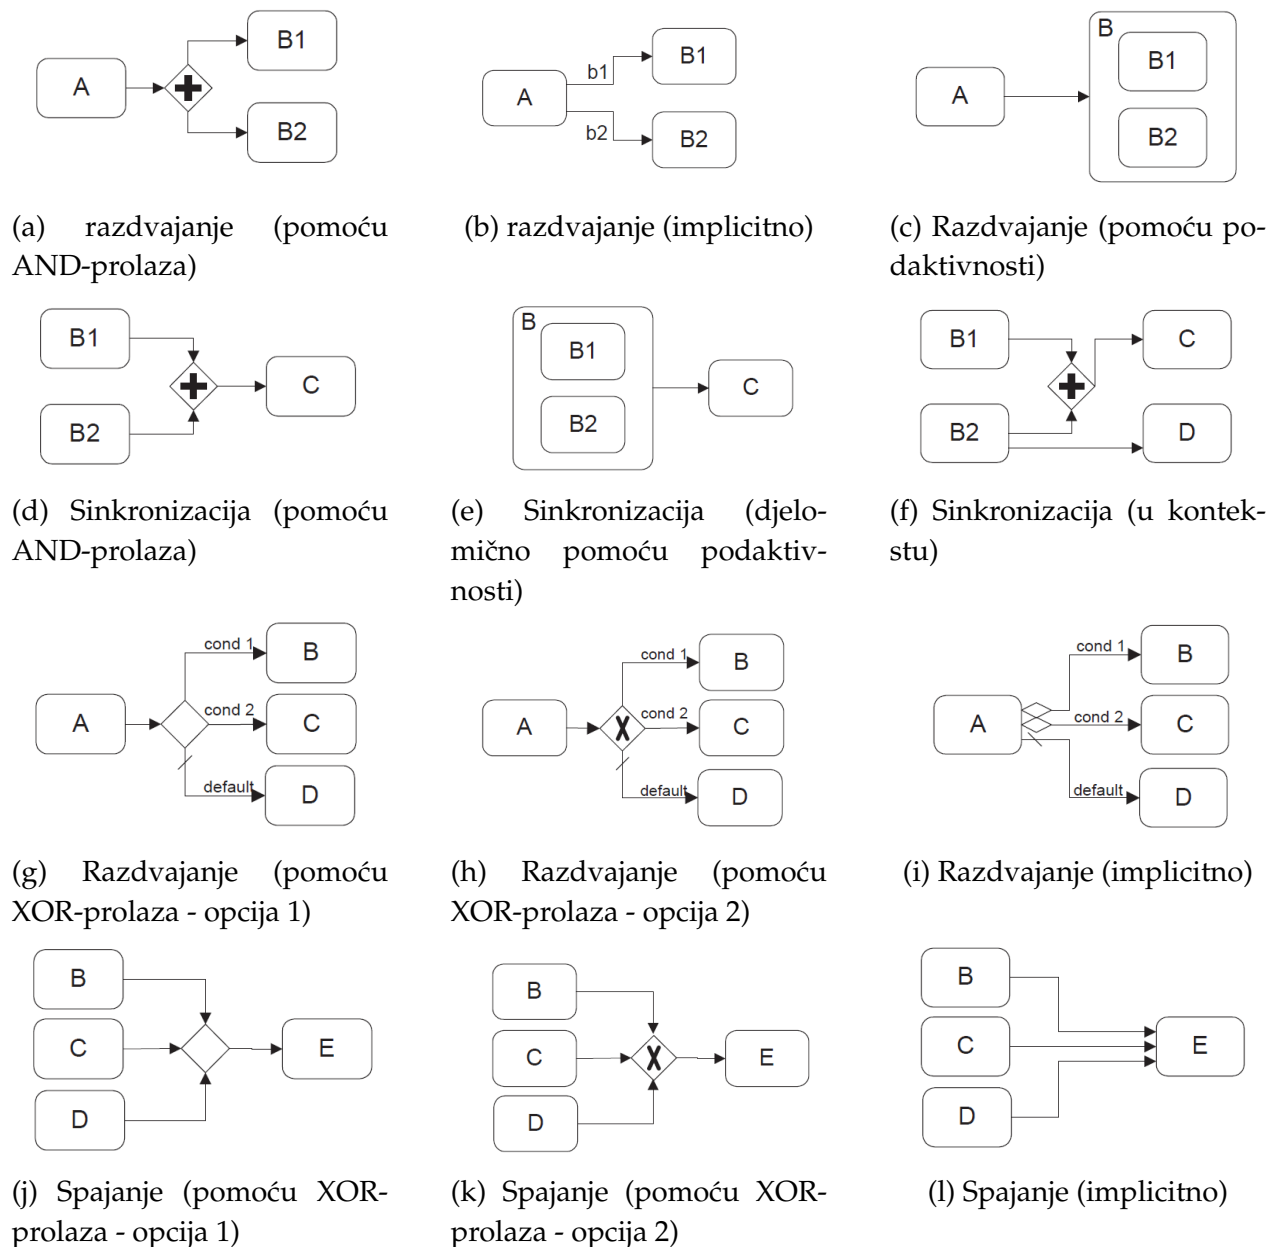 A
B1
B2
(a) razdvajanje (pomoću
AND-prolaza)
A
b1
b2
B1
B2
(b) razdvajanje (implicitno)
A
B
B1
B2
(c) Razdvajanje (pomoću po-
daktivnosti)
B1
B2
C
(d) Sinkronizacija (pomoću
AND-prolaza)
B
B1
B2
C
(e) Sinkronizacija (djelo-
mično pomoću podaktiv-
nosti)
B1
B2
C
D
(f) Sinkronizacija (u kontek-
stu)
A
cond 1
B
cond 2
C
default
D
(g) Razdvajanje (pomoću
XOR-prolaza - opcija 1)
A
X
cond 1
B
cond 2
C
default
D
(h) Razdvajanje (pomoću
XOR-prolaza - opcija 2)
A
cond 1
B
cond 2
C
default
D
(i) Razdvajanje (implicitno)
B
C
D
E
(j) Spajanje (pomoću XOR-
prolaza - opcija 1)
B
C
D
X
E
(k) Spajanje (pomoću XOR-
prolaza - opcija 2)
B
C
D
E
(l) Spajanje (implicitno)